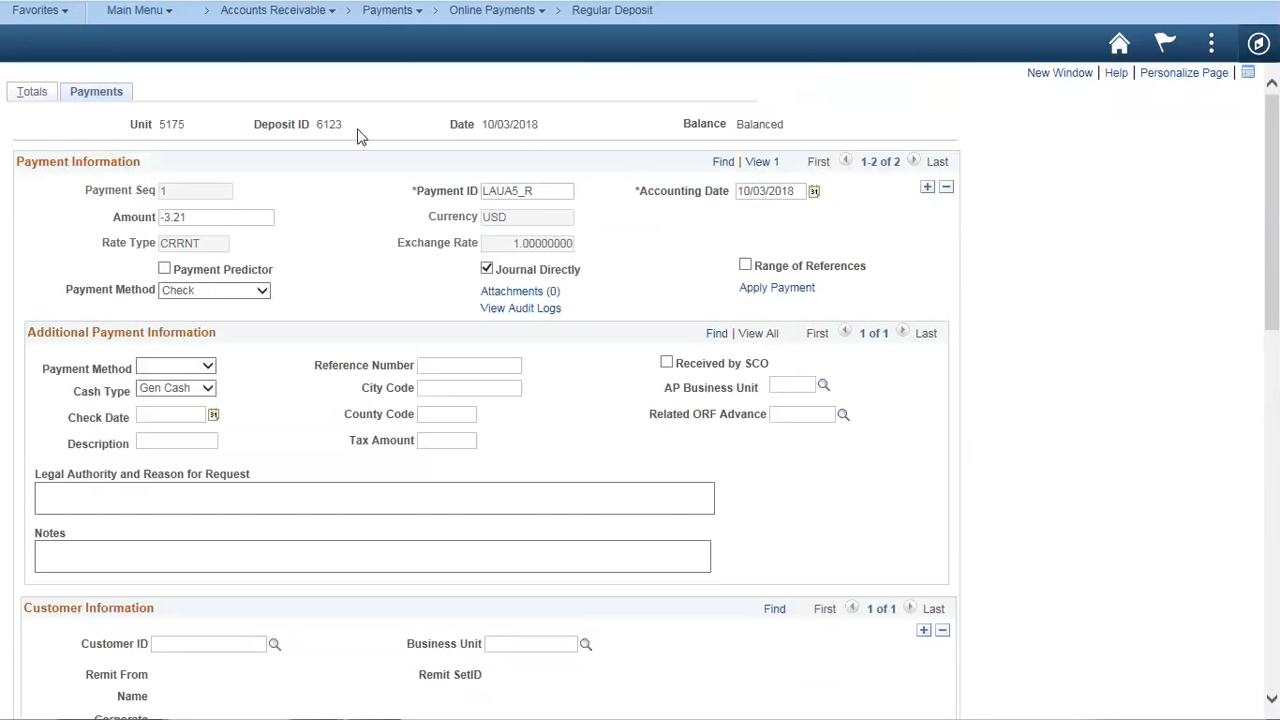 Favorites Main Menu > Accounts Receivable > Payments > Online Payments > Regular Deposit
New Window | Help | Personalize Page
Totals Payments
Unit 5175 Deposit ID 6123 Date 10/03/2018 Balance Balanced
Payment Information Find | View 1 First 1-2 of 2 Last
Payment Seq 1 *Payment ID LAUA5_R *Accounting Date 10/03/2018 31
Amount -3.21 Currency USD
Rate Type CRRNT Exchange Rate 1.00000000
Payment Predictor Journal Directly Range of References
Payment Method Check Attachments (0) Apply Payment
View Audit Logs
Additional Payment Information Find | View All First 1 of 1 Last
Payment Method Reference Number Received by SCO
Cash Type Gen Cash City Code AP Business Unit
Check Date 31 County Code Related ORF Advance
Description Tax Amount
Legal Authority and Reason for Request
Notes
Customer Information Find First 1 of 1 Last
Customer ID Business Unit
Remit From Remit SetID
Name
Corporate